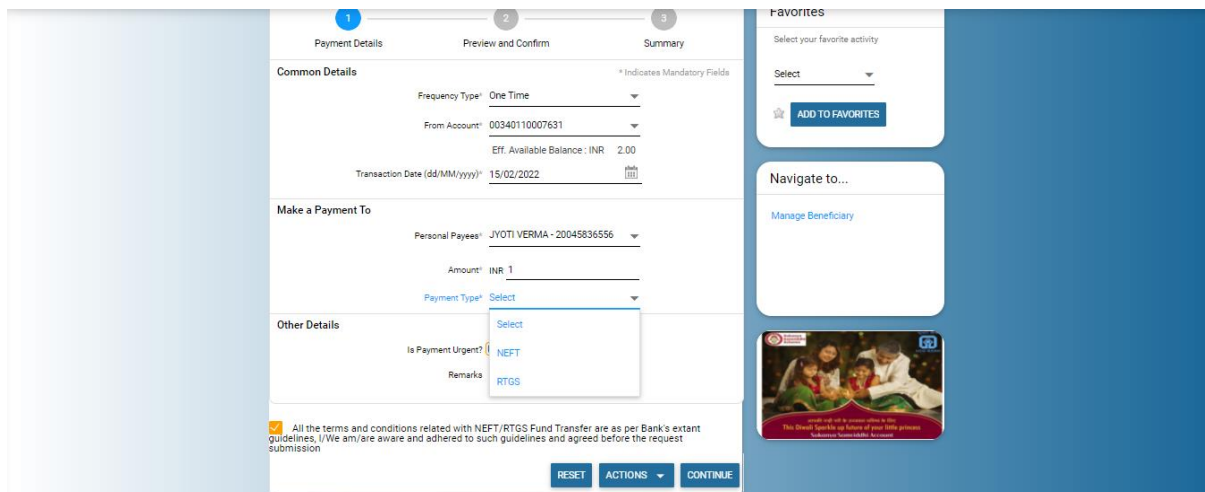 1
2
3
Payment Details
Preview and Confirm
Summary
Common Details
* Indicates Mandatory Fields
Frequency Type* One Time
From Account* 00340110007631
Eff. Available Balance : INR 2.00
Transaction Date (dd/MM/yyyy)* 15/02/2022
Make a Payment To
Personal Payees* JYOTI VERMA - 20045836556
Amount* INR 1
Payment Type* Select
Select
NEFT
RTGS
Other Details
Is Payment Urgent?
Remarks
All the terms and conditions related with NEFT/RTGS Fund Transfer are as per Bank's extant
guidelines, I/We am/are aware and adhered to such guidelines and agreed before the request
submission
RESET
ACTIONS
CONTINUE
Favorites
Select your favorite activity
Select
ADD TO FAVORITES
Navigate to...
Manage Beneficiary
This Diwali Sparkle up future of your little princess
Sukanya Samriddhi Account